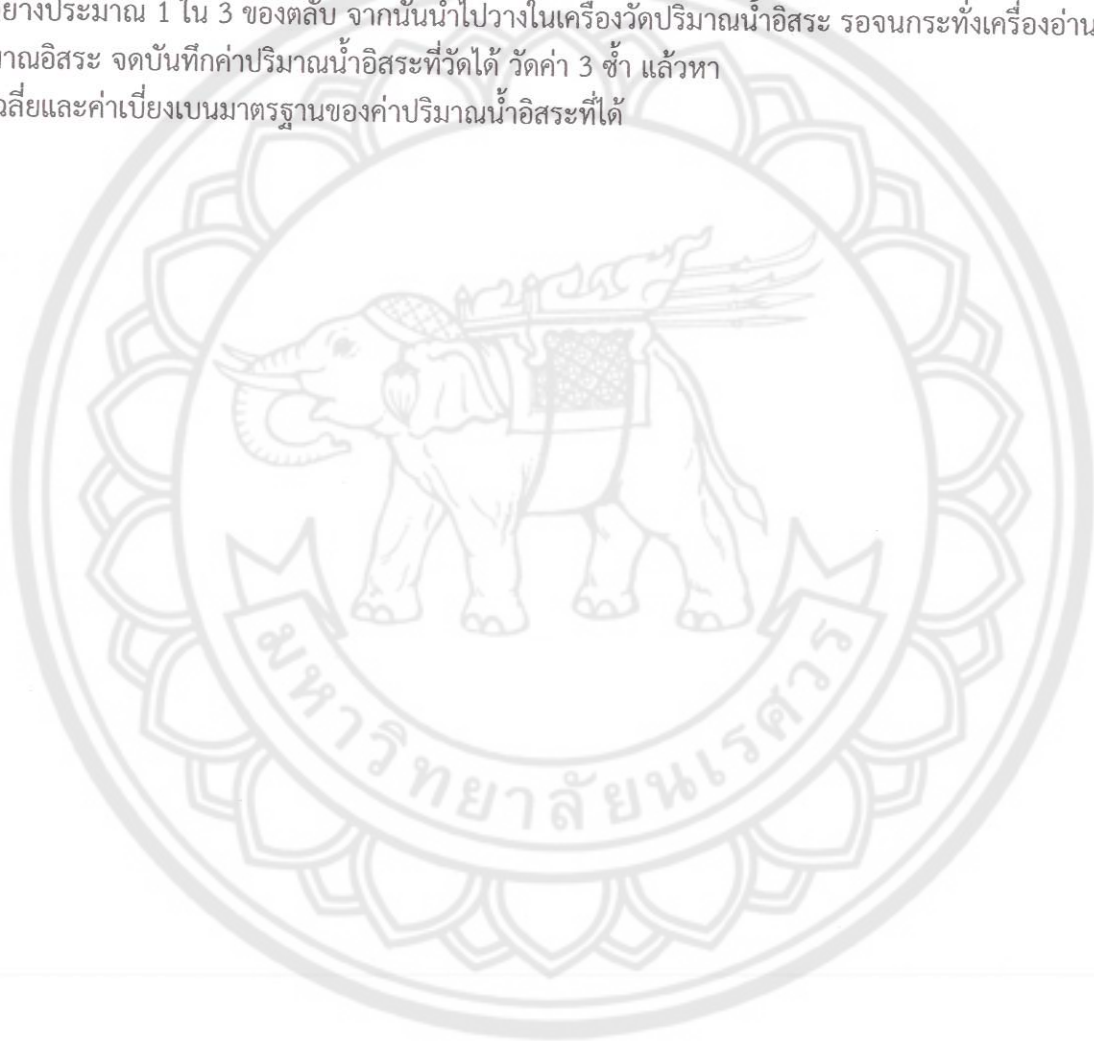 ย่างประมาณ 1 ใน 3 ของตลับ จากนั้นนำไปวางในเครื่องวัดปริมาณน้ำอิสระ รอจนกระทั่งเครื่องอ่าน
าณอิสระ จดบันทึกค่าปริมาณน้ำอิสระที่วัดได้ วัดค่า 3 ซ้ำ แล้วหา
ลี่ยและค่าเบี่ยงเบนมาตรฐานของค่าปริมาณน้ำอิสระที่ได้
มหาวิทยาลัยนเรศวร